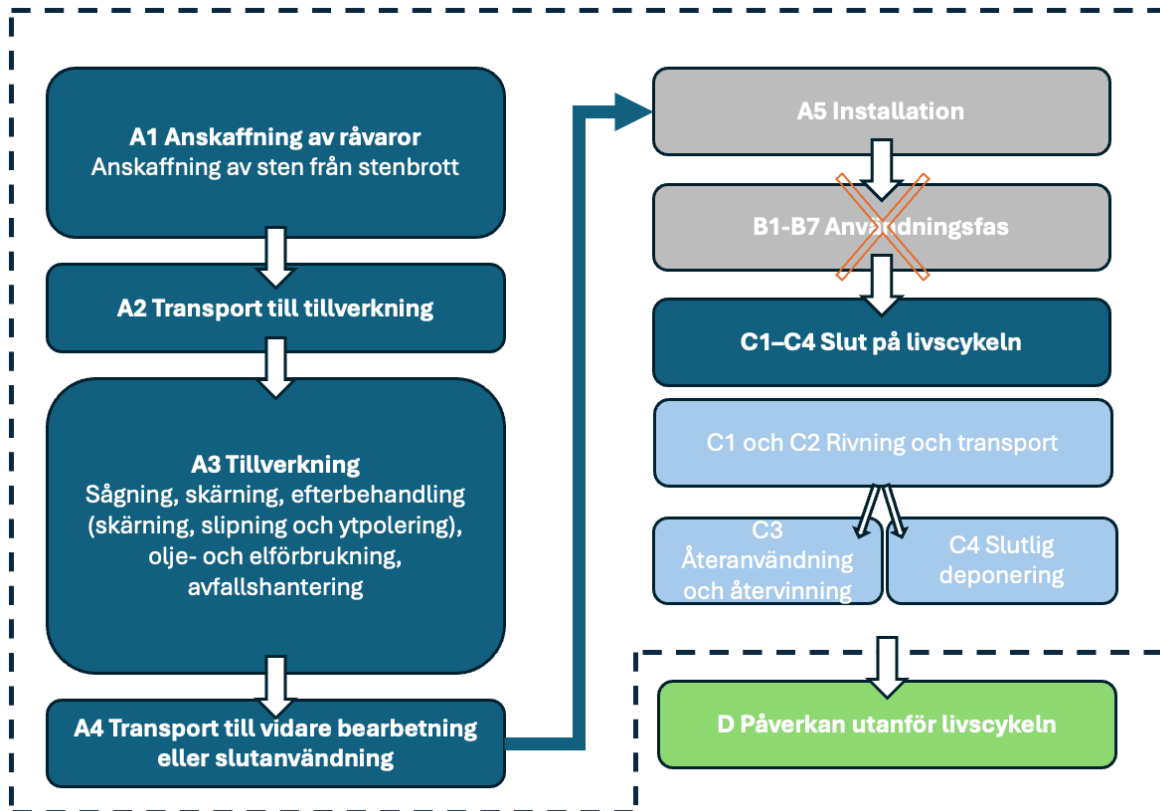 A1 Anskaffning av råvaror
Anskaffning av sten från stenbrott
A2 Transport till tillverkning
A3 Tillverkning
Sågning, skärning, efterbehandling
(skärning, slipning och ytpolering),
olje- och elförbrukning,
avfallshantering
A4 Transport till vidare bearbetning
eller slutanvändning
A5 Installation
B1-B7 Användningsfas
C1–C4 Slut på livscykeln
C1 och C2 Rivning och transport
C3
Återanvändning
och återvinning
C4 Slutlig
deponering
D Påverkan utanför livscykeln